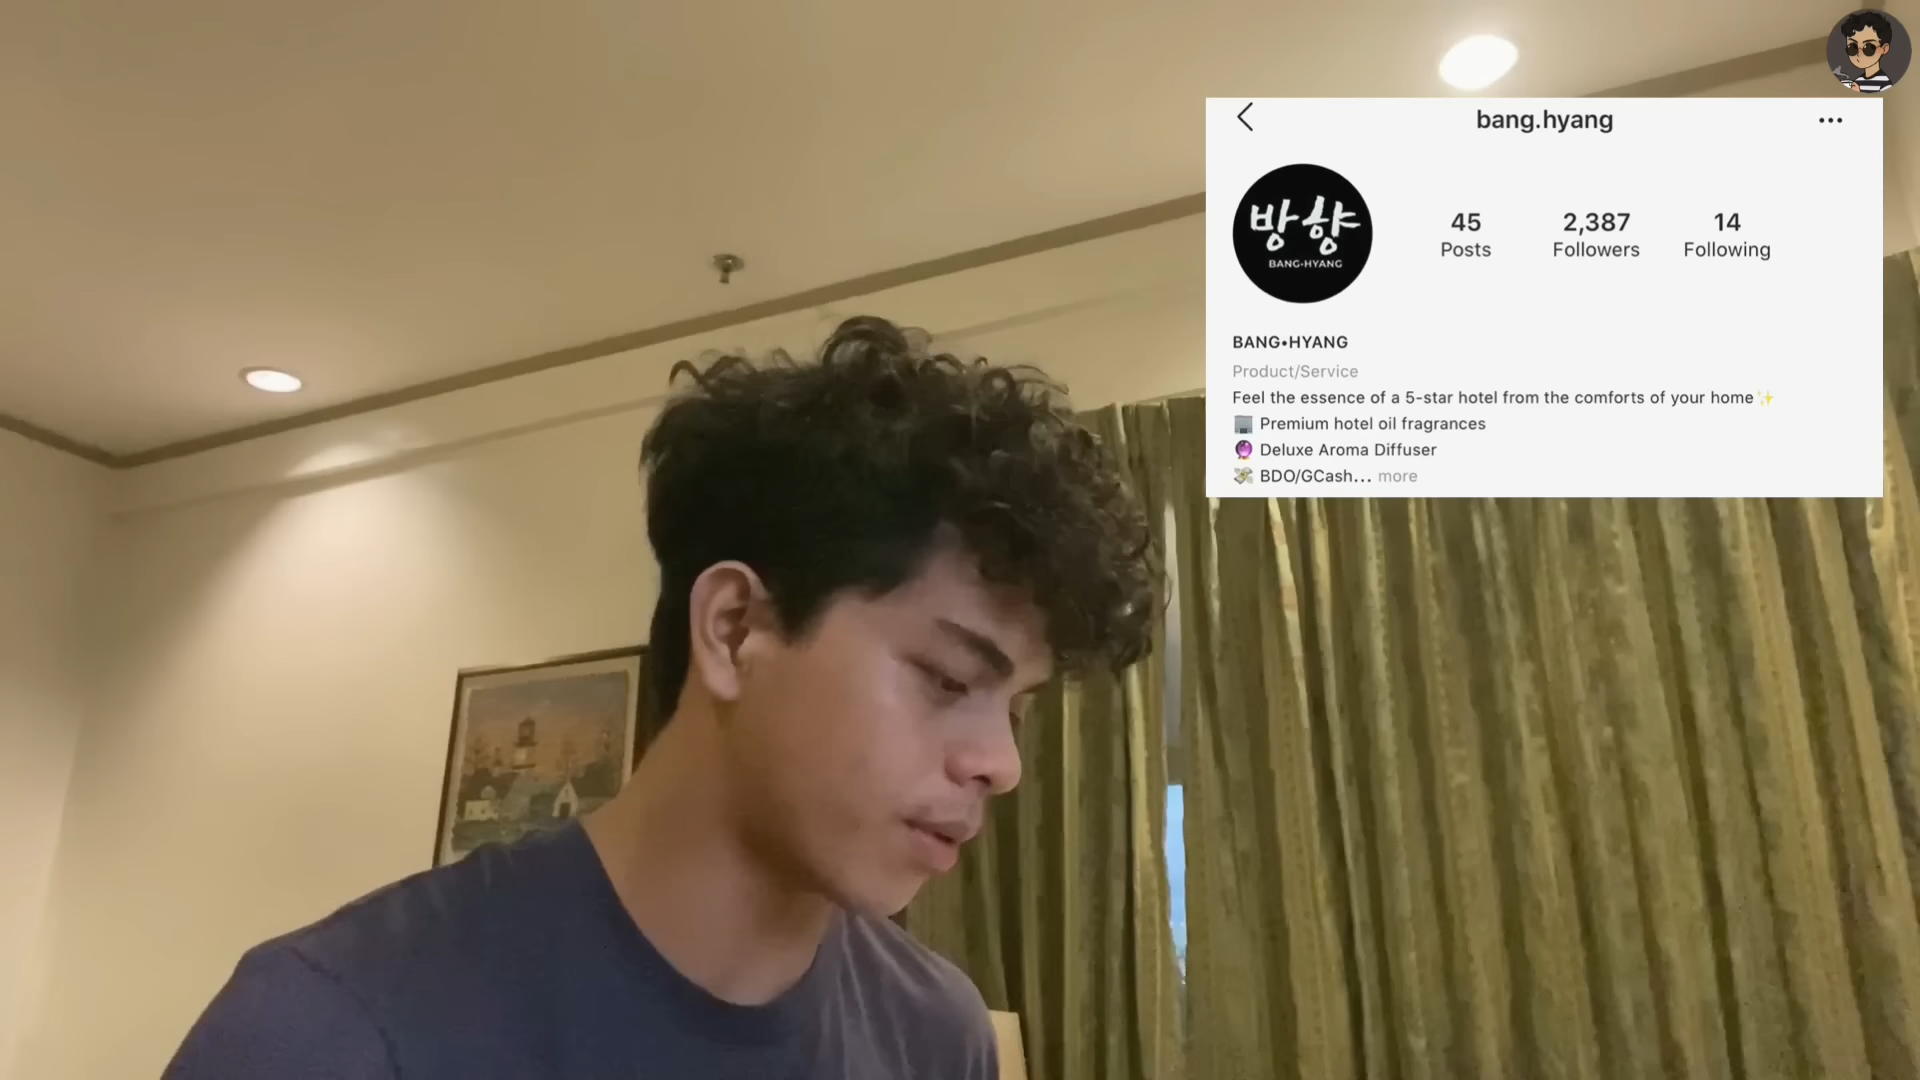 bang.hyang
방향
BANG•HYANG
45
Posts
2,387
Followers
14
Following
BANG•HYANG
Product/Service
Feel the essence of a 5-star hotel from the comforts of your home✨
🏢 Premium hotel oil fragrances
🔮 Deluxe Aroma Diffuser
💸 BDO/GCash... more